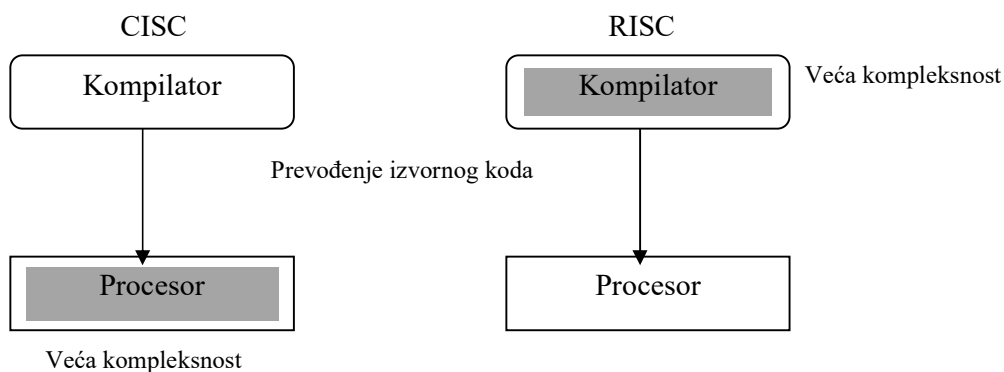 CISC
RISC
Kompilator
Kompilator
Veća kompleksnost
Prevođenje izvornog koda
Procesor
Procesor
Veća kompleksnost